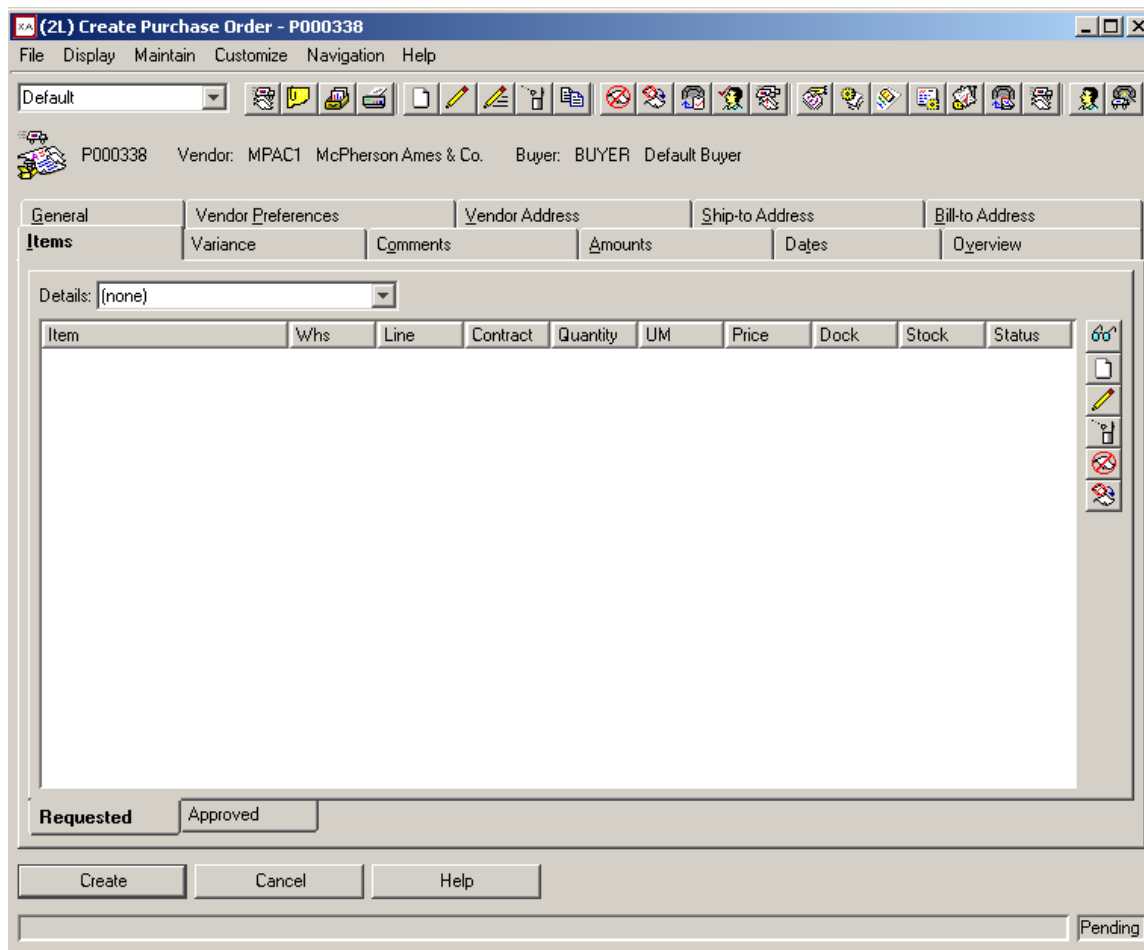 XA (2L) Create Purchase Order - P000338
File Display Maintain Customize Navigation Help
Default
P000338 Vendor: MPAC1 McPherson Ames & Co. Buyer: BUYER Default Buyer
General Vendor Preferences Vendor Address Ship-to Address Bill-to Address
Items Variance Comments Amounts Dates Overview
Details: (none)
Item Whs Line Contract Quantity UM Price Dock Stock Status
Requested Approved
Create Cancel Help
Pending